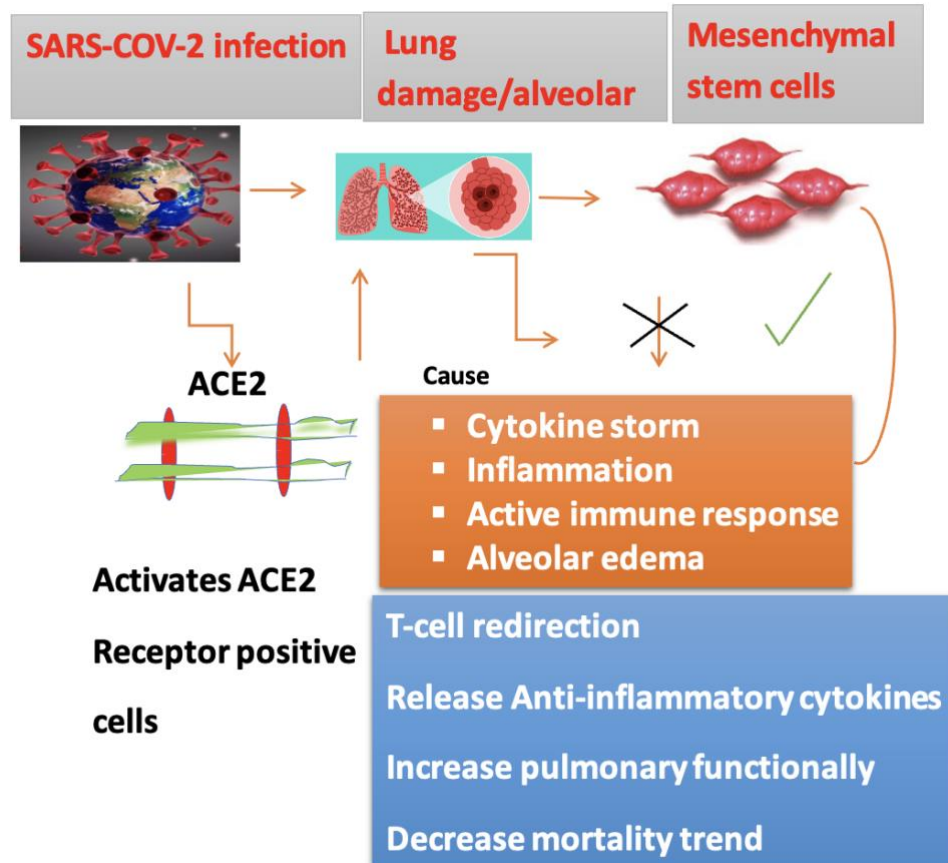 SARS-COV-2 infection
Lung
damage/alveolar
Mesenchymal
stem cells
ACE2
Activates ACE2
Receptor positive
cells
Cause
▪ Cytokine storm
▪ Inflammation
▪ Active immune response
▪ Alveolar edema
T-cell redirection
Release Anti-inflammatory cytokines
Increase pulmonary functionally
Decrease mortality trend